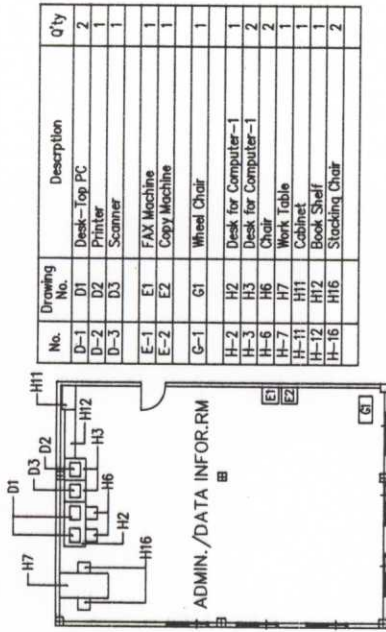 No. Drawing No. Descrption Q'ty
D-1 D1 Desk-Top PC 2
D-2 D2 Printer 1
D-3 D3 Scanner 1
E-1 E1 FAX Machine 1
E-2 E2 Copy Machine 1
G-1 G1 Wheel Chair 1
H-2 H2 Desk for Computer-1 1
H-3 H3 Desk for Computer-1 2
H-6 H6 Chair 2
H-7 H7 Work Table 1
H-11 H11 Cabinet 1
H-12 H12 Book Shelf 1
H-16 H16 Stacking Chair 2
H7
D1
D3
D2
H11
H12
H3
H6
H2
H16
ADMIN./DATA INFOR.RM
E1
E2
G1